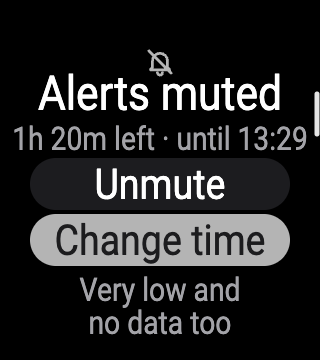 Alerts muted
1h 20m left · until 13:29
Unmute
Change time
Very low and
no data too